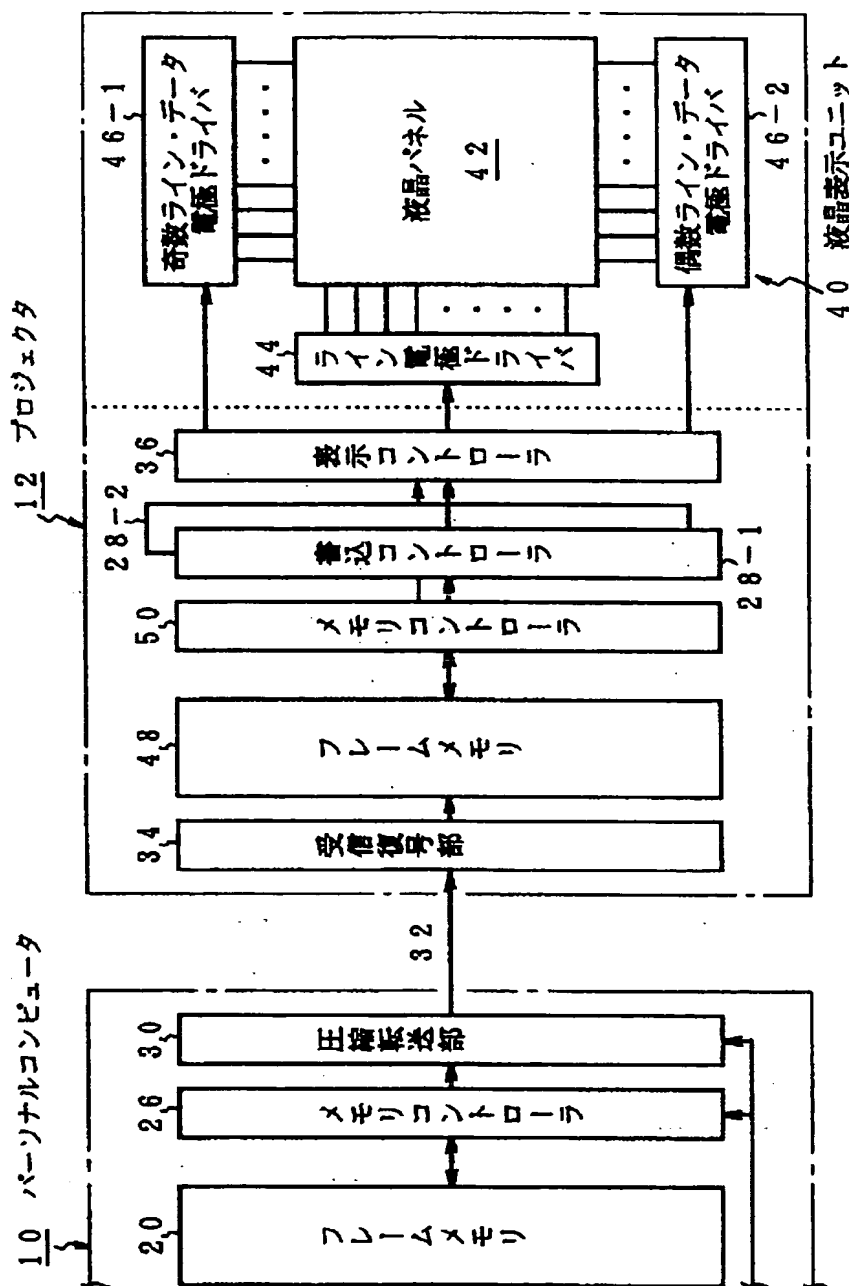 10 パーソナルコンピュータ
20
フレームメモリ
26
メモリコントローラ
30
圧縮転送部
32
12 プロジェクタ
34
受信復号部
48
フレームメモリ
50
メモリコントローラ
28-2
書込コントローラ
28-1
36
表示コントローラ
44
ライン電極ドライバ
46-1
奇数ライン・データ
電極ドライバ
液晶パネル
42
偶数ライン・データ
電極ドライバ
46-2
40 液晶表示ユニット